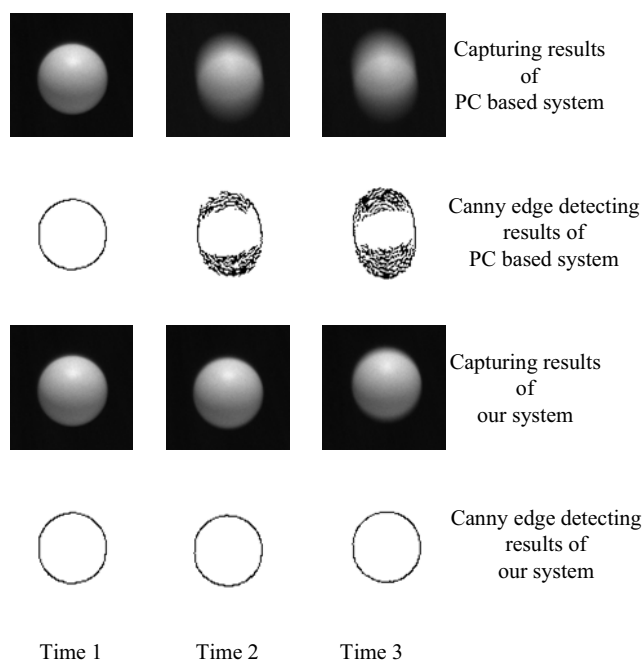 Capturing results
of
PC based system
Canny edge detecting
results of
PC based system
Capturing results
of
our system
Canny edge detecting
results of
our system
Time 1 Time 2 Time 3